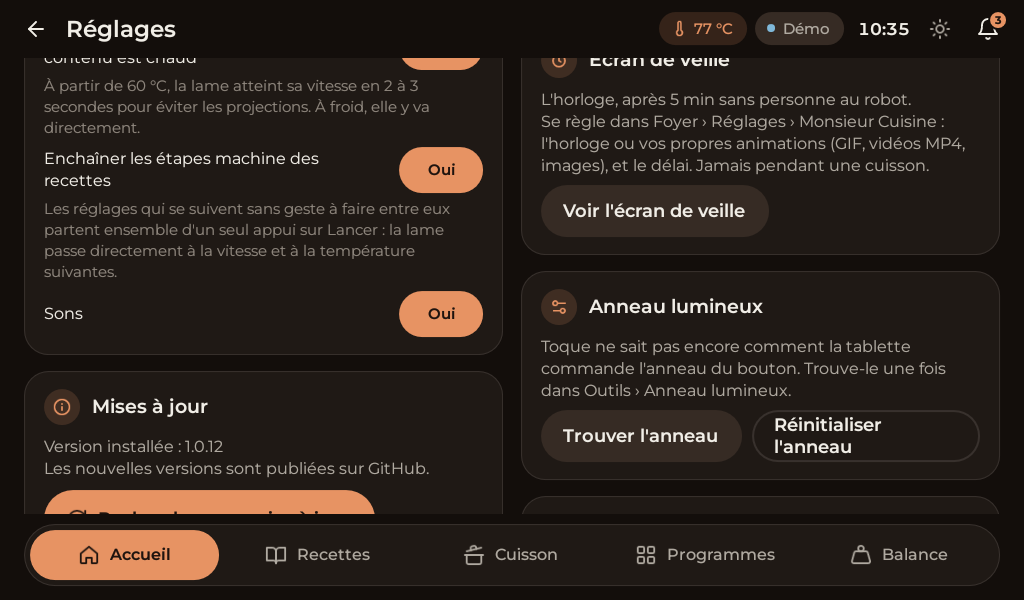 Réglages
77 °C
Démo
10:35
3
contenu est chaud
À partir de 60 °C, la lame atteint sa vitesse en 2 à 3
secondes pour éviter les projections. À froid, elle y va
directement.
Enchaîner les étapes machine des
recettes
Oui
Les réglages qui se suivent sans geste à faire entre eux
partent ensemble d'un seul appui sur Lancer : la lame
passe directement à la vitesse et à la température
suivantes.
Sons
Oui
Mises à jour
Version installée : 1.0.12
Les nouvelles versions sont publiées sur GitHub.
Écran de veille
L'horloge, après 5 min sans personne au robot.
Se règle dans Foyer › Réglages › Monsieur Cuisine :
l'horloge ou vos propres animations (GIF, vidéos MP4,
images), et le délai. Jamais pendant une cuisson.
Voir l'écran de veille
Anneau lumineux
Toque ne sait pas encore comment la tablette
commande l'anneau du bouton. Trouve-le une fois
dans Outils › Anneau lumineux.
Trouver l'anneau
Réinitialiser
l'anneau
Accueil
Recettes
Cuisson
Programmes
Balance